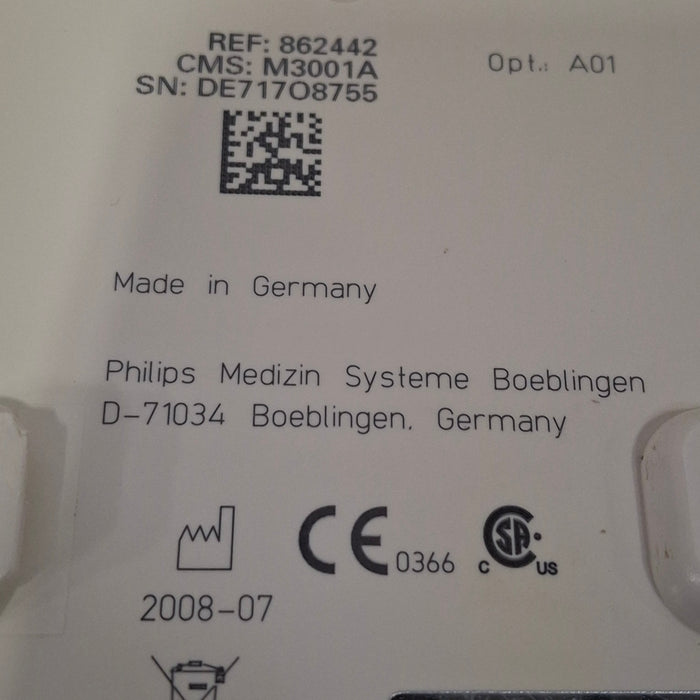 REF: 862442
CMS: M3001A
SN: DE71708755
Opt.: A01
Made in Germany
Philips Medizin Systeme Boeblingen
D-71034 Boeblingen, Germany
CE 0366
C SA US
2008-07